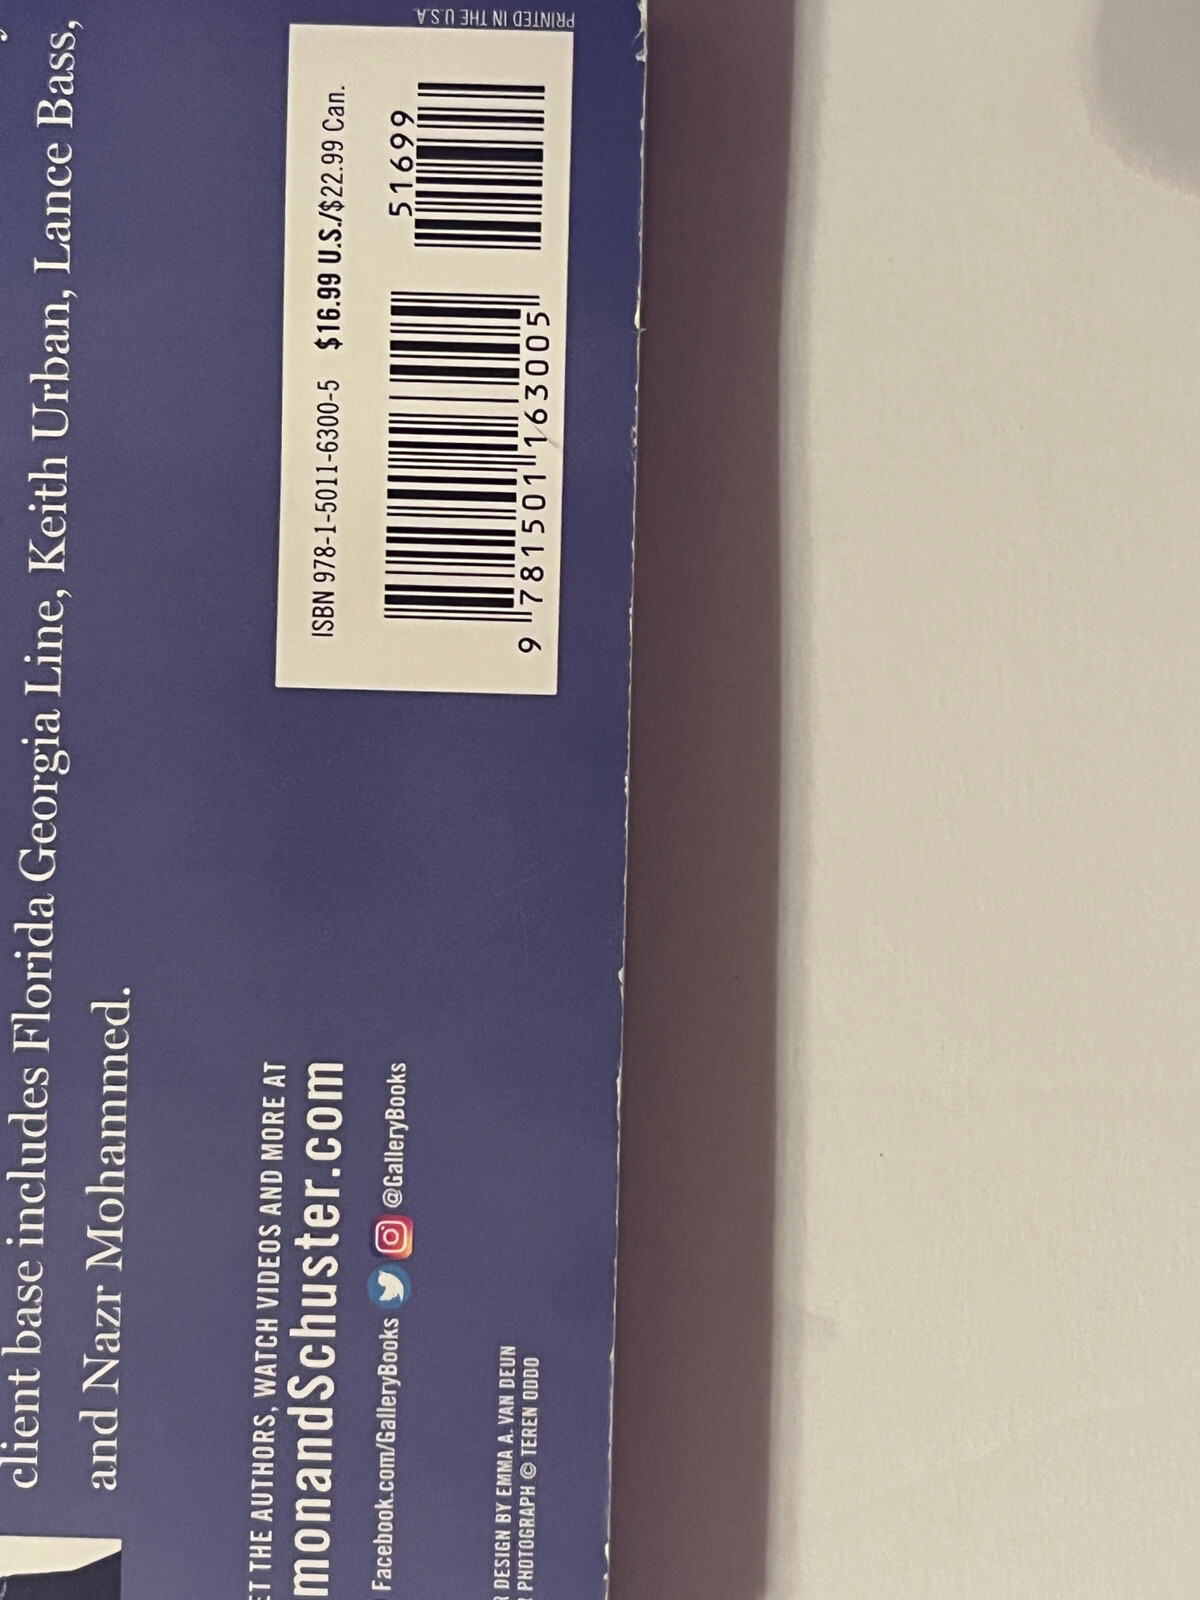 client base includes Florida Georgia Line, Keith Urban, Lance Bass,
and Nazr Mohammed.
THE AUTHORS, WATCH VIDEOS AND MORE AT
monandSchuster.com
Facebook.com/GalleryBooks @GalleryBooks
DESIGN BY EMMA A. VAN DEUN
PHOTOGRAPH © TEREN ODDO
ISBN 978-1-5011-6300-5 $16.99 U.S./$22.99 Can.
51699
9 781501 163005
PRINTED IN THE U.S.A.